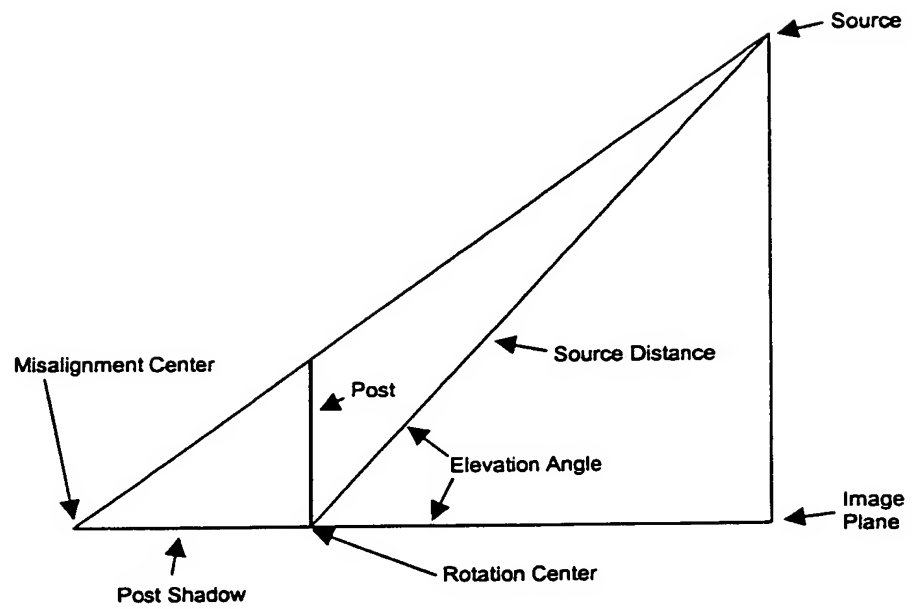 Source
Misalignment Center
Source Distance
Post
Elevation Angle
Image
Plane
Rotation Center
Post Shadow